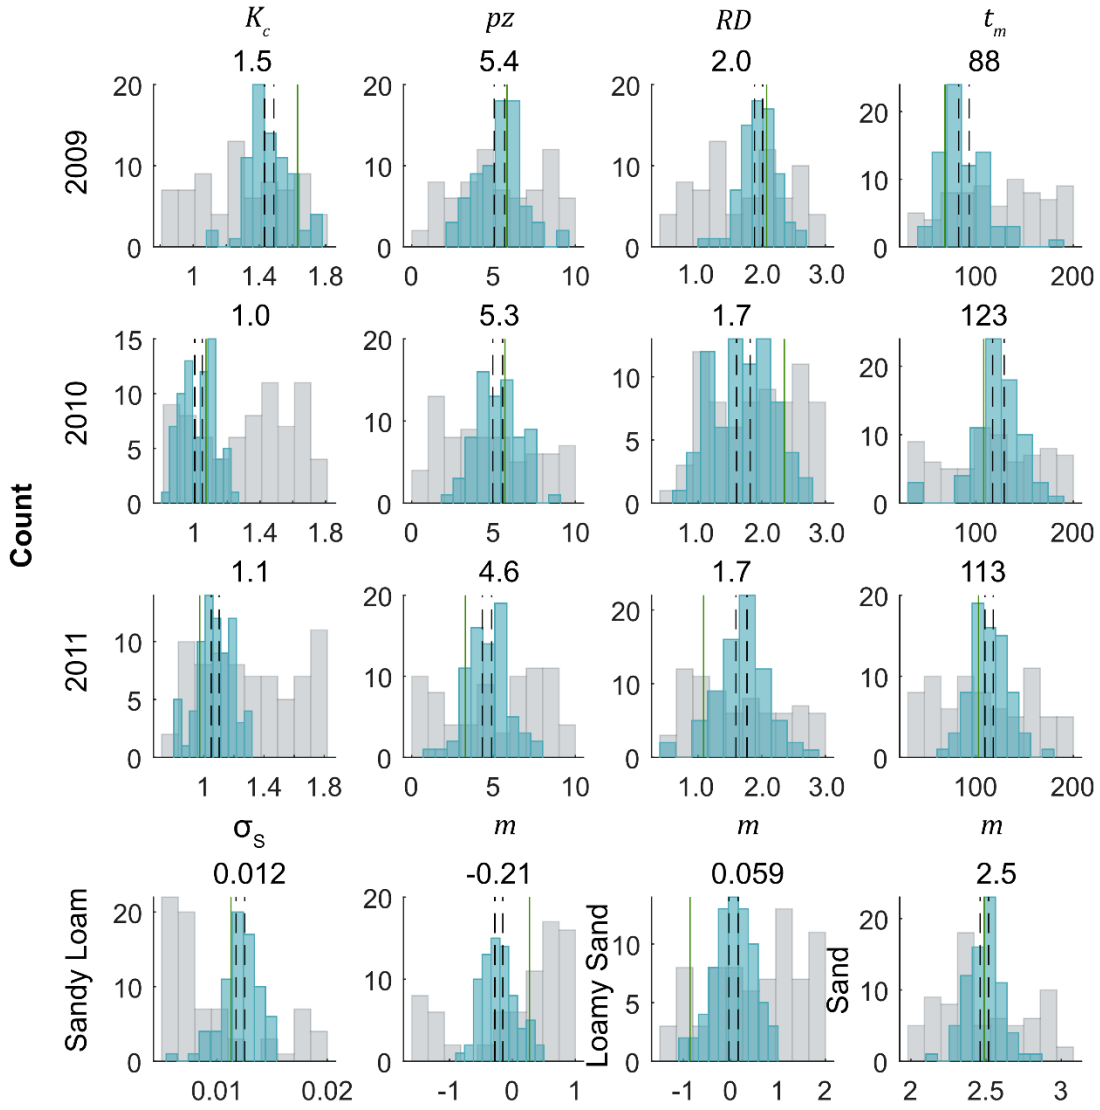 K_c pz RD t_m
1.5 5.4 2.0 88
20 20 20 20
10 10 10 10
0 0 0 0
2009
1 1.4 1.8 0 5 10 1.0 2.0 3.0 100 200
1.0 5.3 1.7 123
15 20 20
10 10 10 10
5 5
0 0 0 0
2010
1 1.4 1.8 0 5 10 1.0 2.0 3.0 100 200
Count
1.1 4.6 1.7 113
10 20 20 20
5 10 10 10
0 0 0 0
2011
1 1.4 1.8 0 5 10 1.0 2.0 3.0 100 200
σ_S m m m
0.012 -0.21 0.059 2.5
20 20 10 20
10 10 5 10
0 0 0 0
Sandy Loam Loamy Sand Sand
0.01 0.02 -1 0 1 -1 0 1 2 2 2.5 3